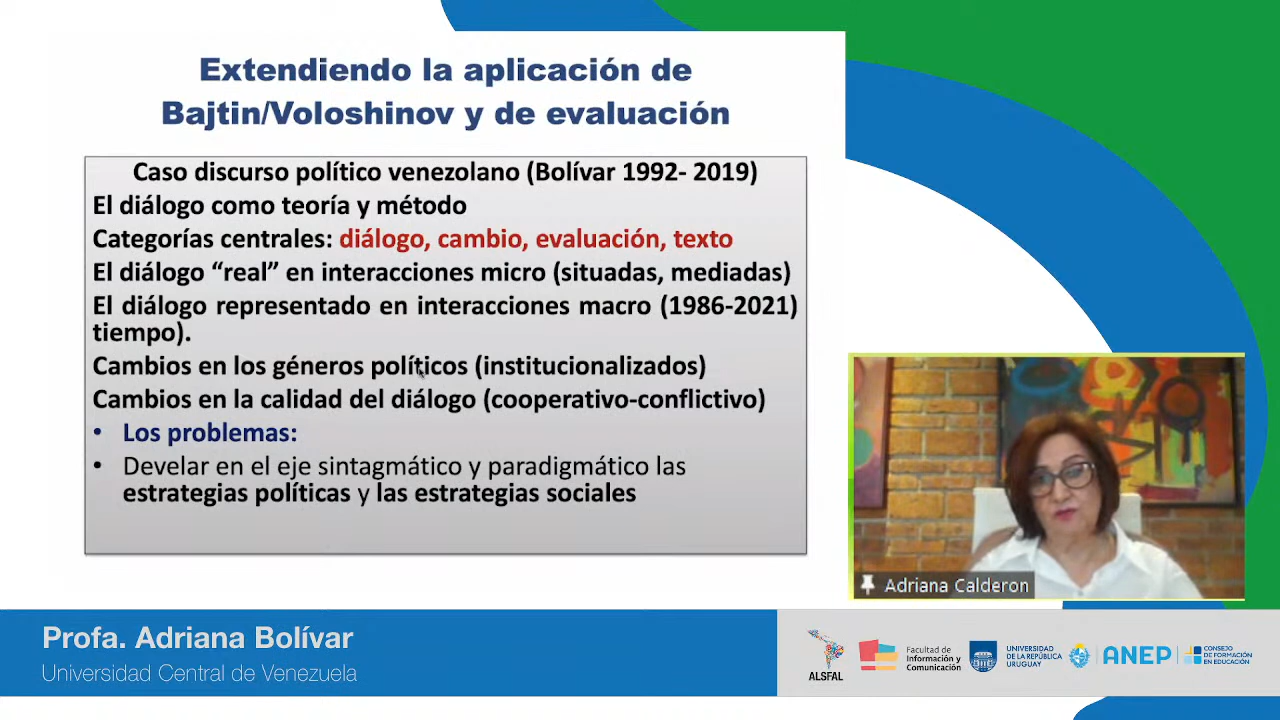 Extendiendo la aplicación de
Bajtin/Voloshinov y de evaluación
Caso discurso político venezolano (Bolívar 1992- 2019)
El diálogo como teoría y método
Categorías centrales: diálogo, cambio, evaluación, texto
El diálogo “real” en interacciones micro (situadas, mediadas)
El diálogo representado en interacciones macro (1986-2021)
tiempo).
Cambios en los géneros políticos (institucionalizados)
Cambios en la calidad del diálogo (cooperativo-conflictivo)
• Los problemas:
• Develar en el eje sintagmático y paradigmático las
estrategias políticas y las estrategias sociales
Adriana Calderon
Profa. Adriana Bolívar
Universidad Central de Venezuela
ALSFAL
Facultad de
Información y
Comunicación
UNIVERSIDAD
DE LA REPÚBLICA
URUGUAY
ANEP
CONSEJO
DE FORMACIÓN
EN EDUCACIÓN